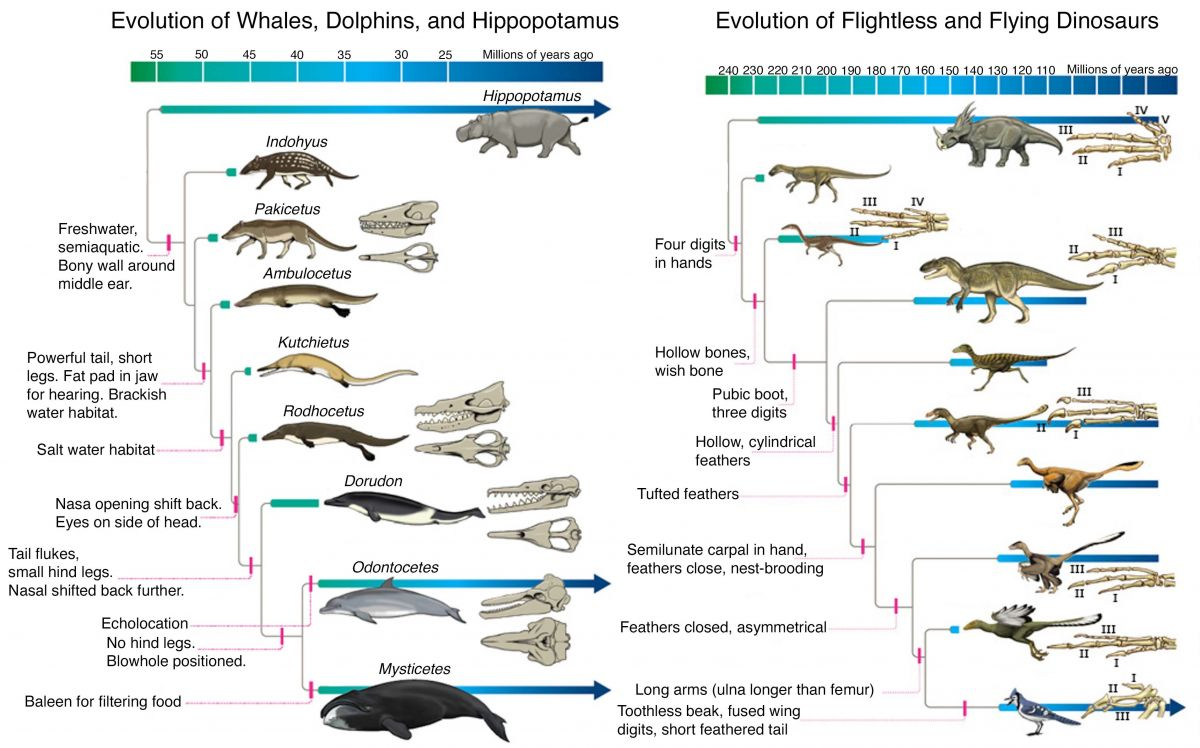 Evolution of Whales, Dolphins, and Hippopotamus
55 50 45 40 35 30 25 Millions of years ago
Hippopotamus
Indohyus
Pakicetus
Freshwater,
semiaquatic.
Bony wall around
middle ear.
Ambulocetus
Kutchietus
Powerful tail, short
legs. Fat pad in jaw
for hearing. Brackish
water habitat.
Rodhocetus
Salt water habitat
Dorudon
Nasa opening shift back.
Eyes on side of head.
Tail flukes,
small hind legs.
Nasal shifted back further.
Odontocetes
Echolocation
No hind legs.
Blowhole positioned.
Mysticetes
Baleen for filtering food
Evolution of Flightless and Flying Dinosaurs
240 230 220 210 200 190 180 170 160 150 140 130 120 110 Millions of years ago
IV
V
III
II
I
III IV
II
I
Four digits
in hands
III
II
I
Hollow bones,
wish bone
Pubic boot,
three digits
III
II
I
Hollow, cylindrical
feathers
Tufted feathers
Semilunate carpal in hand,
feathers close, nest-brooding
III
II
I
Feathers closed, asymmetrical
III
II
I
Long arms (ulna longer than femur)
I
II
III
Toothless beak, fused wing
digits, short feathered tail